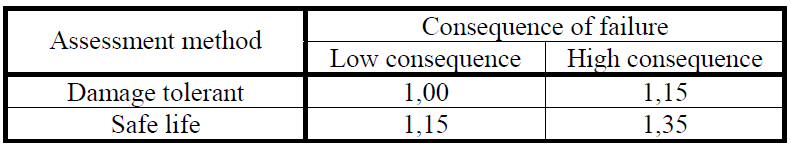 Assessment method
Consequence of failure
Low consequence High consequence
Damage tolerant 1,00 1,15
Safe life 1,15 1,35